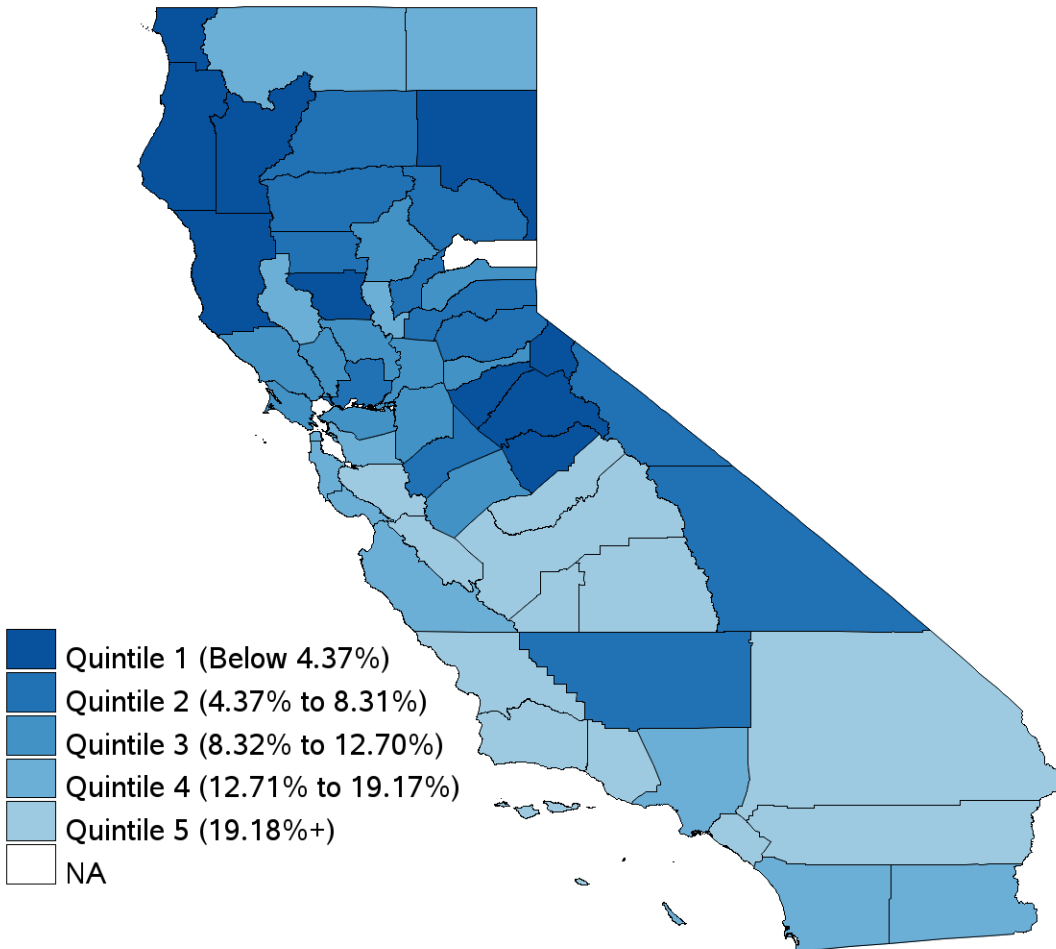 Quintile 1 (Below 4.37%)
Quintile 2 (4.37% to 8.31%)
Quintile 3 (8.32% to 12.70%)
Quintile 4 (12.71% to 19.17%)
Quintile 5 (19.18%+)
NA